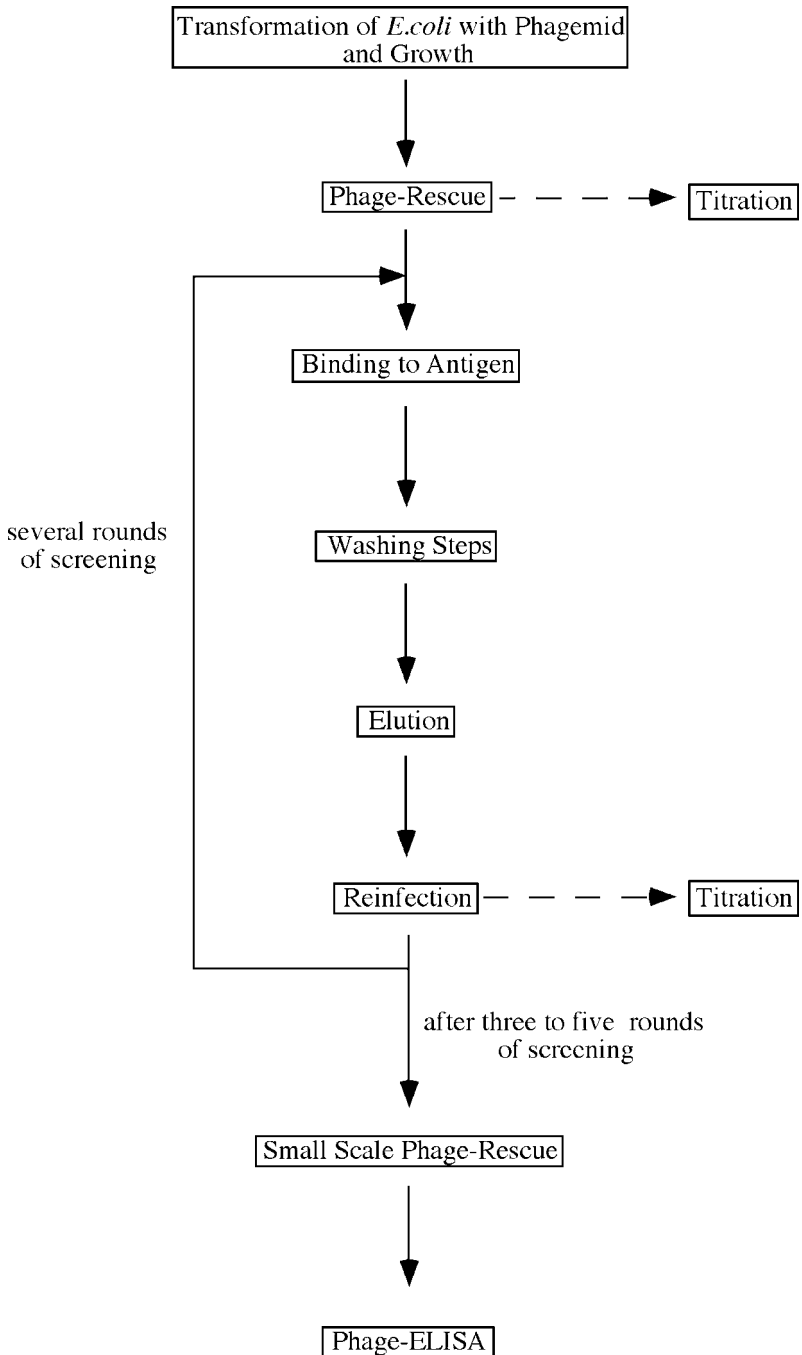 Transformation of E.coli with Phagemid
and Growth
Phage-Rescue
Titration
Binding to Antigen
several rounds
of screening
Washing Steps
Elution
Reinfection
Titration
after three to five rounds
of screening
Small Scale Phage-Rescue
Phage-ELISA